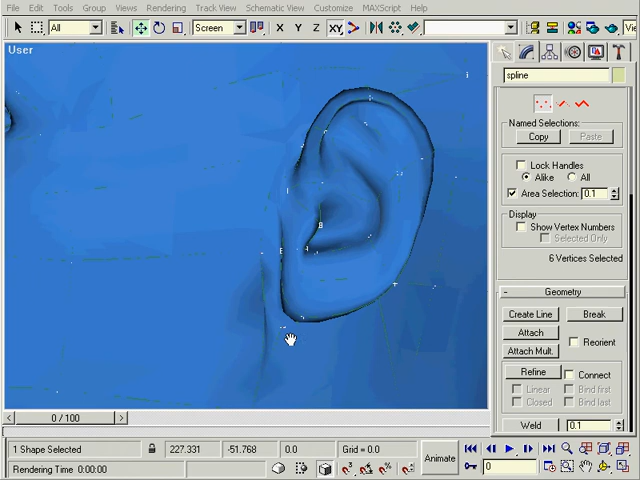 File Edit Tools Group Views Rendering Track View Schematic View Customize MAXScript Help
All Screen X Y Z XY
User
spline
Named Selections:
Copy Paste
Lock Handles
Alike All
Area Selection: 0.1
Display
Show Vertex Numbers
Selected Only
6 Vertices Selected
- Geometry
Create Line Break
Attach
Reorient
Attach Mult.
Refine Connect
Linear Bind first
Closed Bind last
Weld 0.1
< 0 / 100 >
1 Shape Selected 227.331 -51.768 0.0 Grid = 0.0 Animate
Rendering Time 0:00:00 0